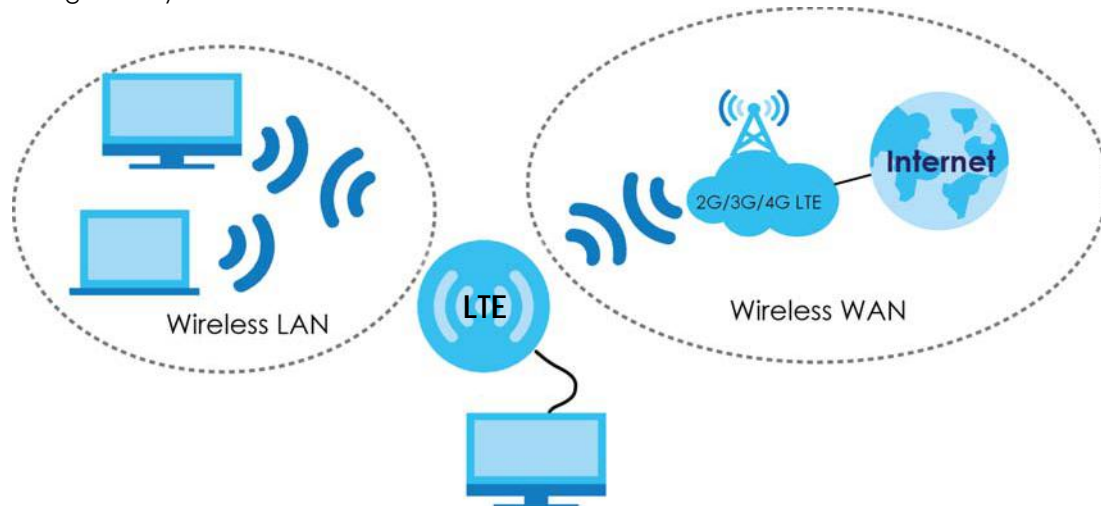 2G/3G/4G LTE
Internet
LTE
Wireless LAN
Wireless WAN